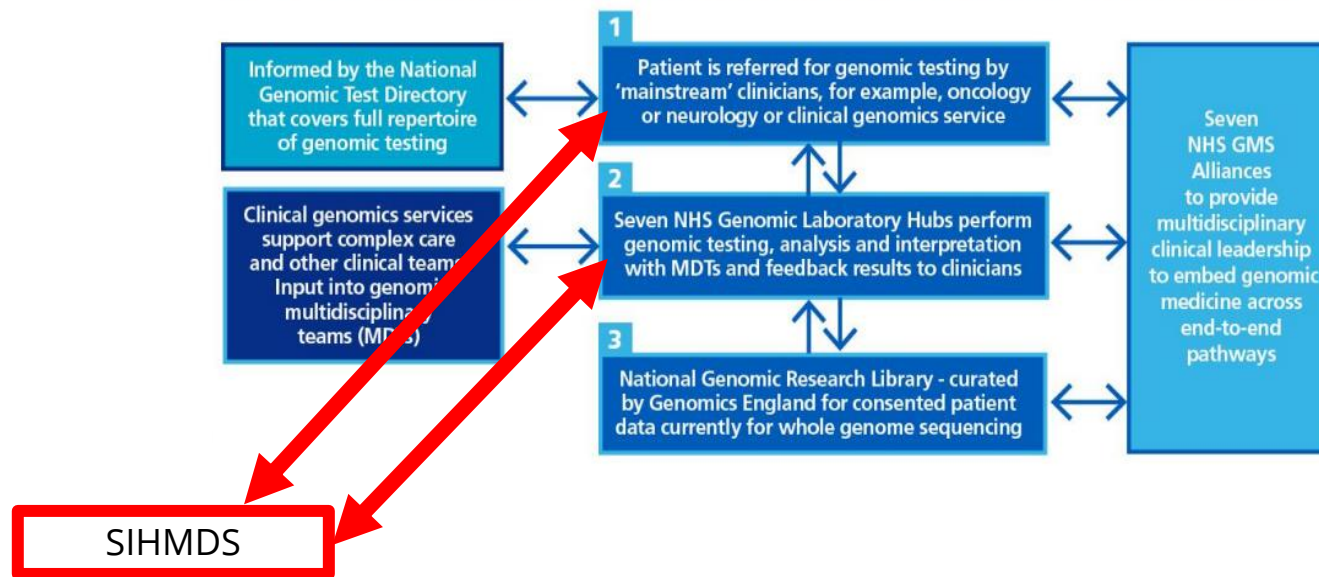 Informed by the National
Genomic Test Directory
that covers full repertoire
of genomic testing
1
Patient is referred for genomic testing by
‘mainstream’ clinicians, for example, oncology
or neurology or clinical genomics service
Clinical genomics services
support complex care
and other clinical teams
Input into genomic
multidisciplinary
teams
2
Seven NHS Genomic Laboratory Hubs perform
genomic testing, analysis and interpretation
with MDTs and feedback results to clinicians
3
National Genomic Research Library - curated
by Genomics England for consented patient
data currently for whole genome sequencing
Seven
NHS GMS
Alliances
to provide
multidisciplinary
clinical leadership
to embed genomic
medicine across
end-to-end
pathways
SIHMDS